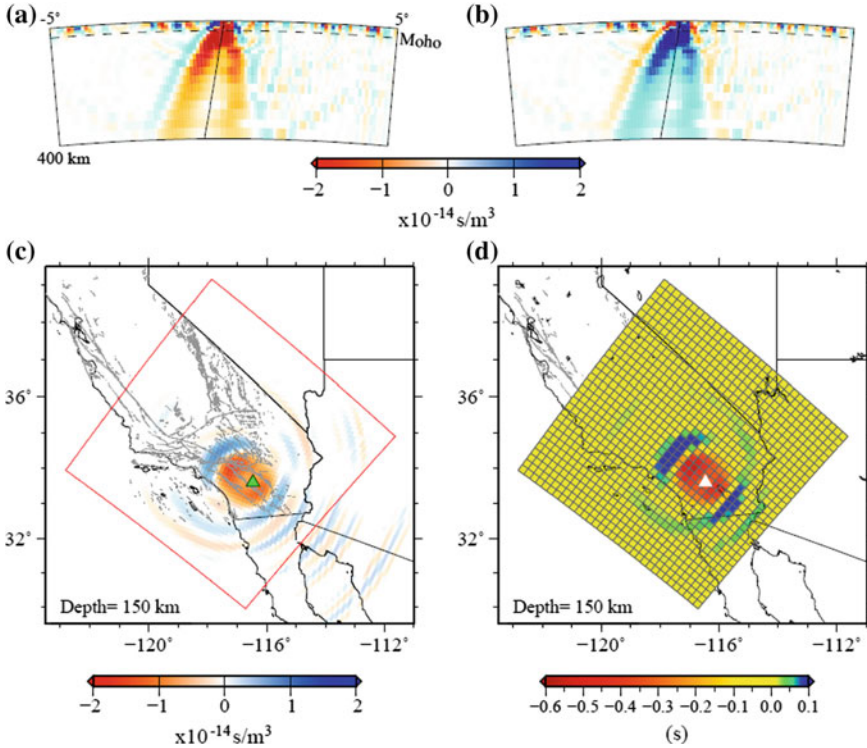 (a) (b)
-5° 5°
Moho
400 km
−2 −1 0 1 2
x10⁻¹⁴ s/m³
(c) (d)
36° 36°
32° 32°
Depth= 150 km Depth= 150 km
−120° −116° −112° −120° −116° −112°
−2 −1 0 1 2 −0.6 −0.5 −0.4 −0.3 −0.2 −0.1 0.0 0.1
x10⁻¹⁴ s/m³ (s)